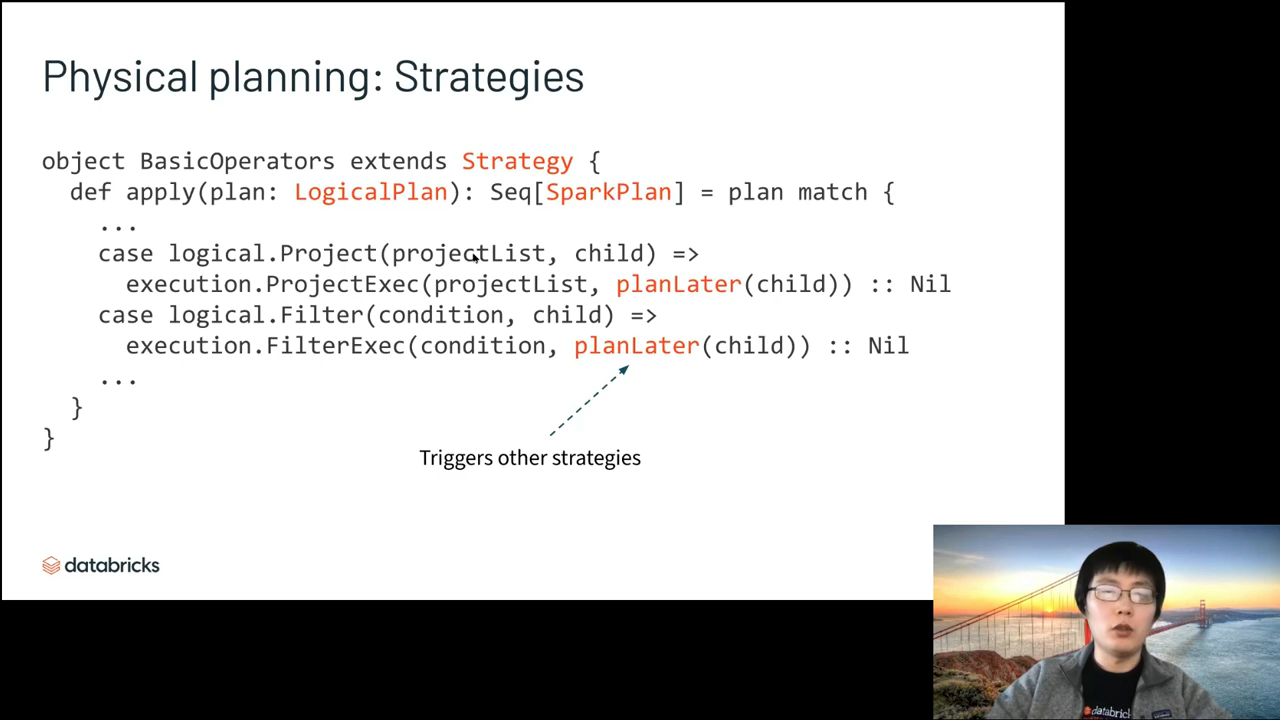 Physical planning: Strategies
object BasicOperators extends Strategy {
def apply(plan: LogicalPlan): Seq[SparkPlan] = plan match {
...
case logical.Project(projectList, child) =>
execution.ProjectExec(projectList, planLater(child)) :: Nil
case logical.Filter(condition, child) =>
execution.FilterExec(condition, planLater(child)) :: Nil
...
}
}
Triggers other strategies
databricks
databricks